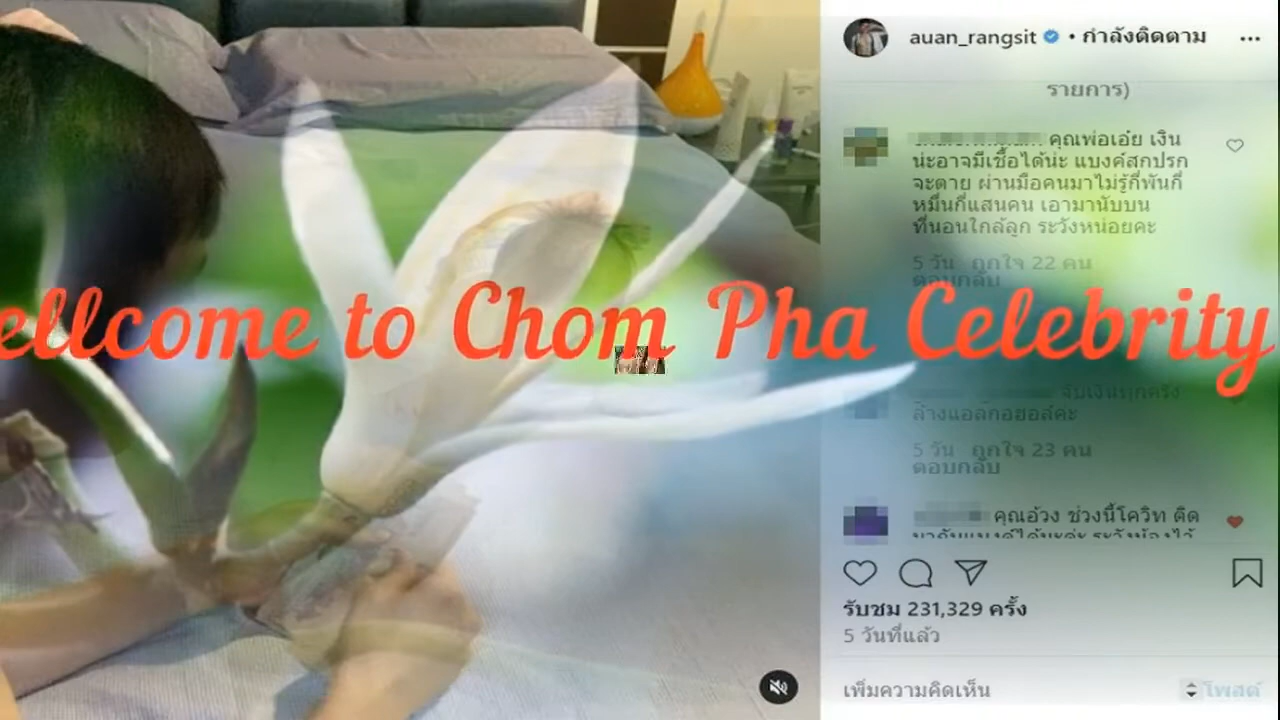 auan_rangsit • กำลังติดตาม
รายการ)
คุณพ่อเอ๋ย เงิน
น่ะอาจมีเชื้อได้น่ะ แบงค์สกปรก
จะตาย ผ่านมือคนมาไม่รู้กี่พันกี่
หมื่นกี่แสนคน เอามานับบน
ที่นอนใกล้ลูก ระวังหน่อยคะ
5 วัน ถูกใจ 22 คน
ตอบกลับ
ellcome to Chom Pha Celebrity
จับเงินทุกครั้ง
ล้างแอลกอฮอล์คะ
5 วัน ถูกใจ 23 คน
ตอบกลับ
คุณอ้วง ช่วงนี้โควิท ติด
รับชม 231,329 ครั้ง
5 วันที่แล้ว
เพิ่มความคิดเห็น
โพสต์